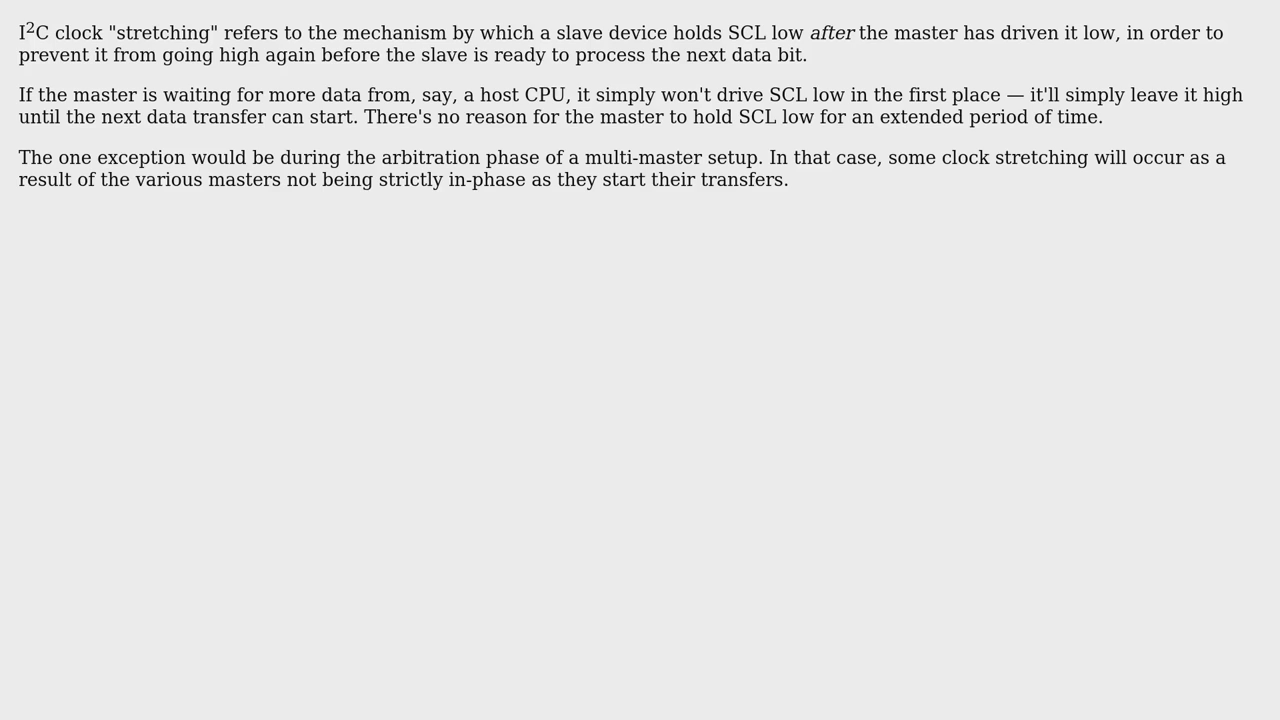 I²C clock "stretching" refers to the mechanism by which a slave device holds SCL low after the master has driven it low, in order to
prevent it from going high again before the slave is ready to process the next data bit.
If the master is waiting for more data from, say, a host CPU, it simply won't drive SCL low in the first place — it'll simply leave it high
until the next data transfer can start. There's no reason for the master to hold SCL low for an extended period of time.
The one exception would be during the arbitration phase of a multi-master setup. In that case, some clock stretching will occur as a
result of the various masters not being strictly in-phase as they start their transfers.